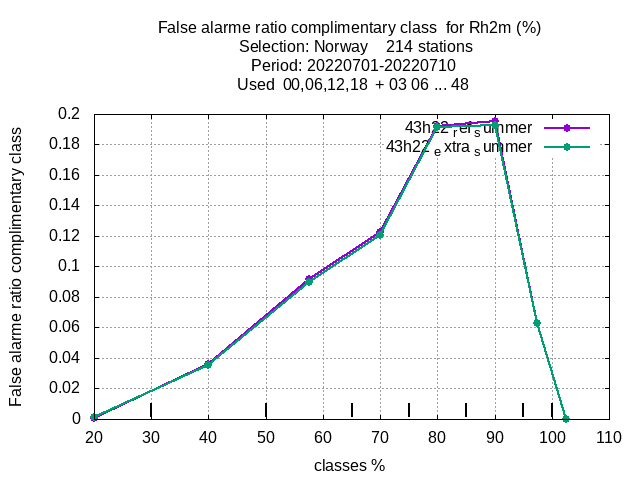 False alarme ratio complimentary class  for Rh2m (%)
Selection: Norway    214 stations
Period: 20220701-20220710
Used  00,06,12,18  + 03 06 ... 48
False alarme ratio complimentary class
0.2
0.18
0.16
0.14
0.12
0.1
0.08
0.06
0.04
0.02
0
43h22_ref_summer
43h22_extra_summer
20 30 40 50 60 70 80 90 100 110
classes %